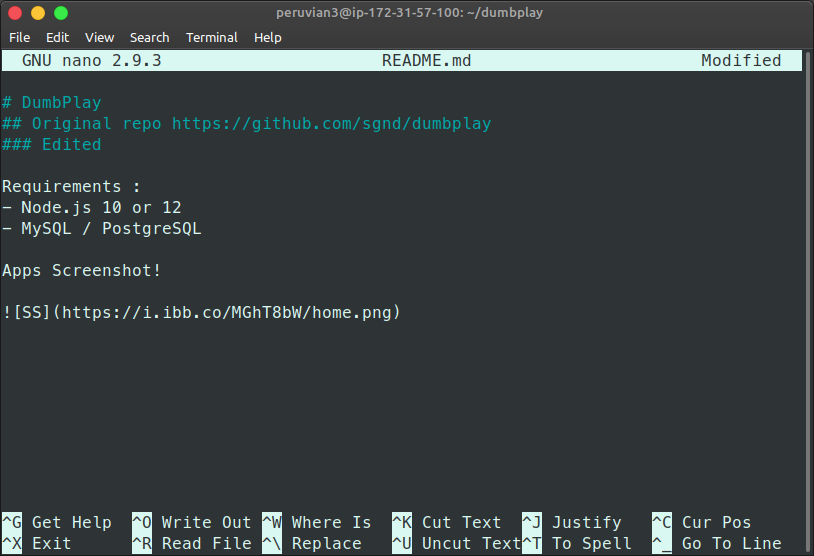 peruvian3@ip-172-31-57-100: ~/dumbplay
File Edit View Search Terminal Help
GNU nano 2.9.3 README.md Modified
# DumbPlay
## Original repo https://github.com/sgnd/dumbplay
### Edited
Requirements :
- Node.js 10 or 12
- MySQL / PostgreSQL
Apps Screenshot!
![SS](https://i.ibb.co/MGhT8bW/home.png)
^G Get Help ^O Write Out ^W Where Is ^K Cut Text ^J Justify ^C Cur Pos
^X Exit ^R Read File ^\ Replace ^U Uncut Text^T To Spell ^_ Go To Line